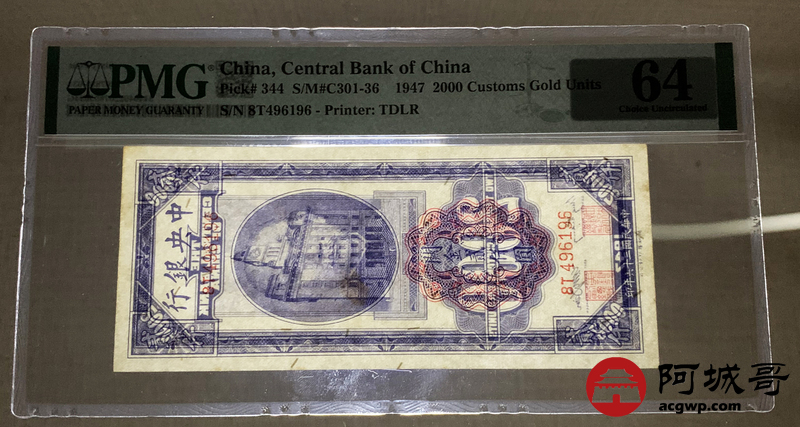 PMG
PAPER MONEY GUARANTY
China, Central Bank of China
Pick# 344 S/M#C301-36 1947 2000 Customs Gold Units
S/N 8T496196 - Printer: TDLR
64
Choice Uncirculated
中央銀行
8T496196
阿城哥
acgwp.com